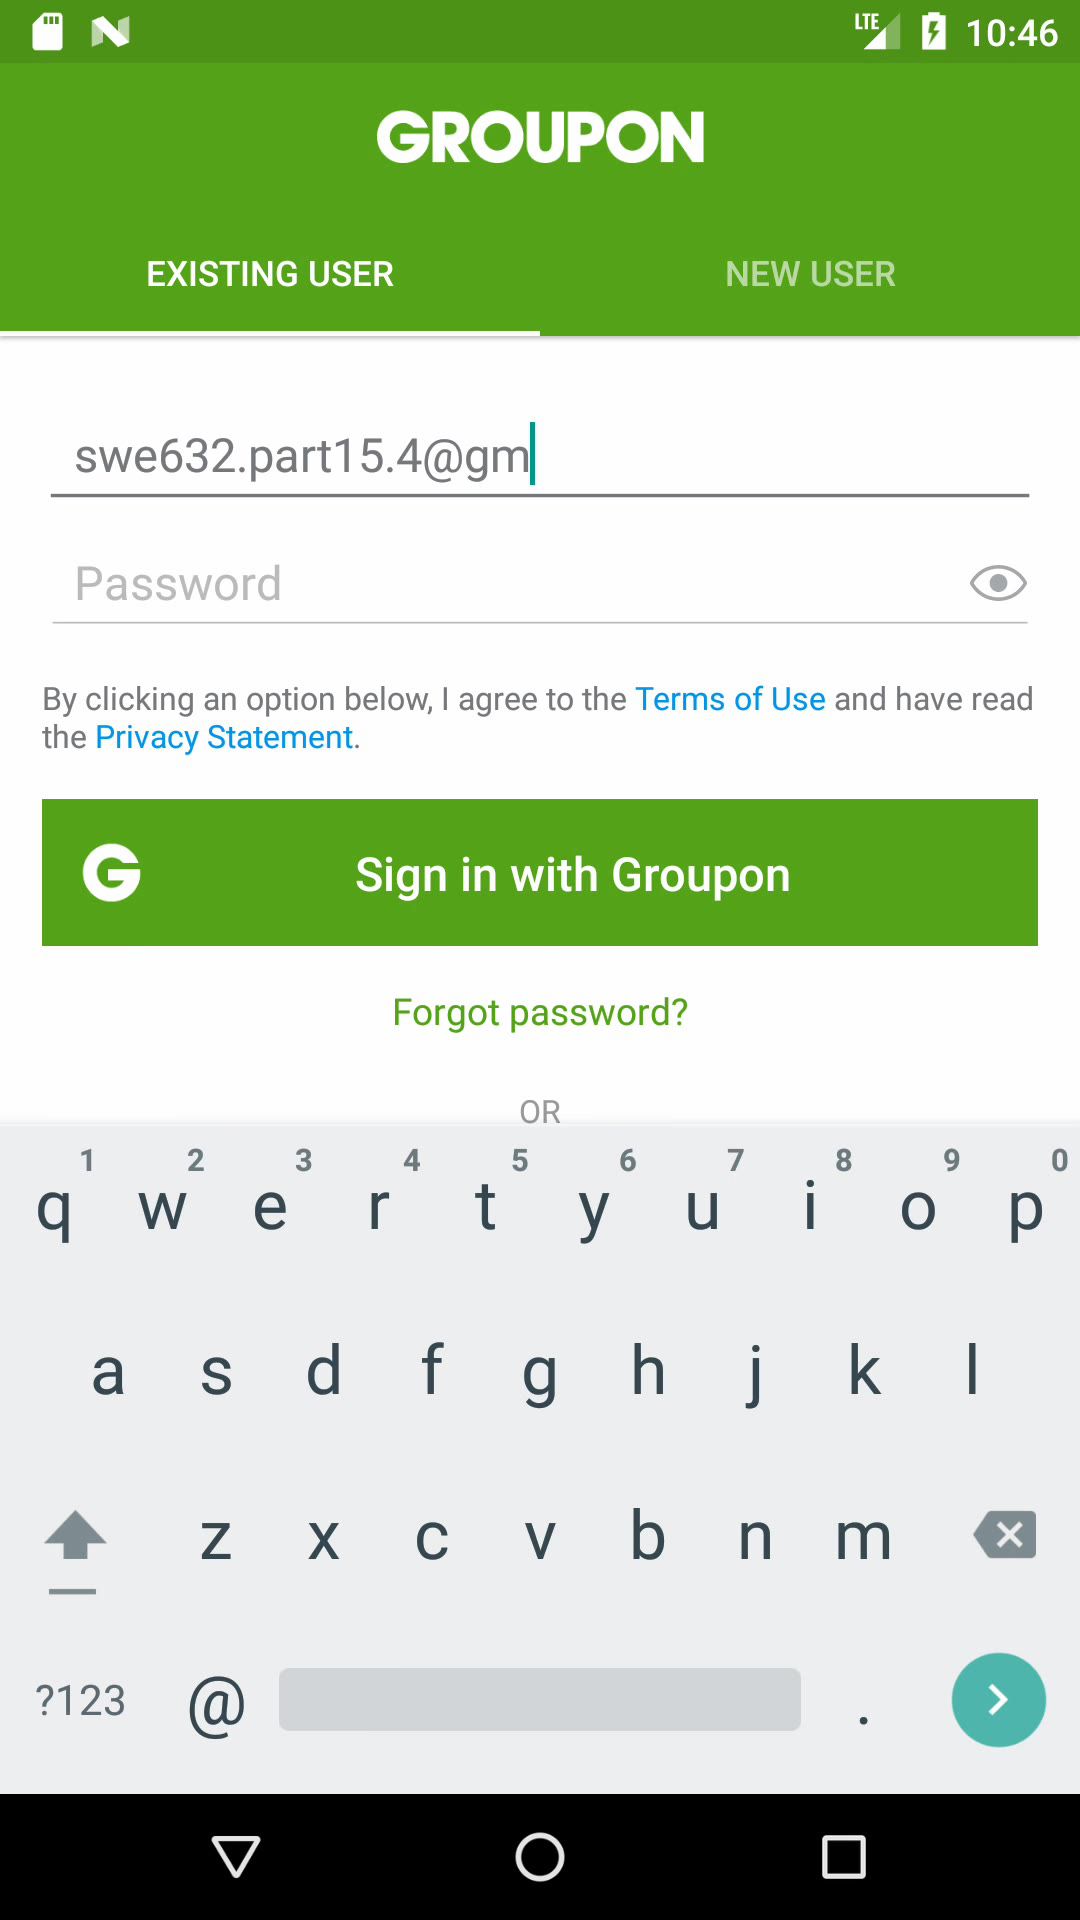 LTE 10:46
GROUPON
EXISTING USER NEW USER
swe632.part15.4@gm
Password
By clicking an option below, I agree to the Terms of Use and have read
the Privacy Statement.
G Sign in with Groupon
Forgot password?
OR
1 2 3 4 5 6 7 8 9 0
q w e r t y u i o p
a s d f g h j k l
z x c v b n m
?123 @ .